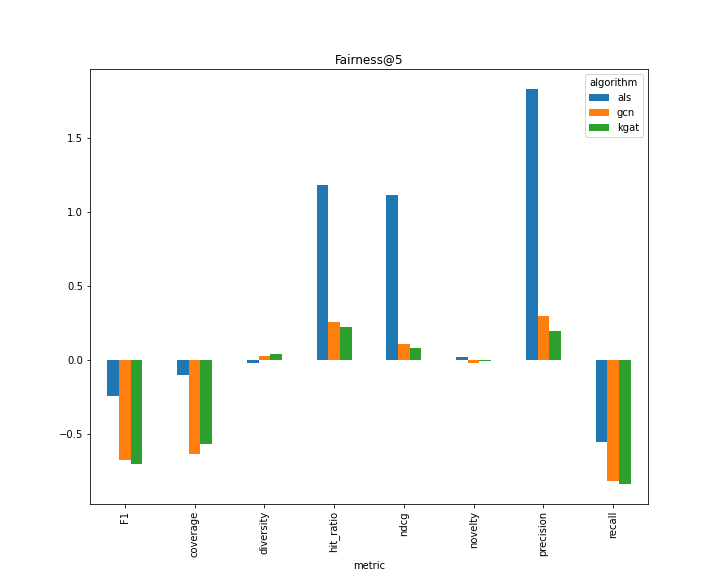 Fairness@5
algorithm
als
gcn
kgat
1.5
1.0
0.5
0.0
−0.5
F1
coverage
diversity
hit_ratio
ndcg
novelty
precision
recall
metric